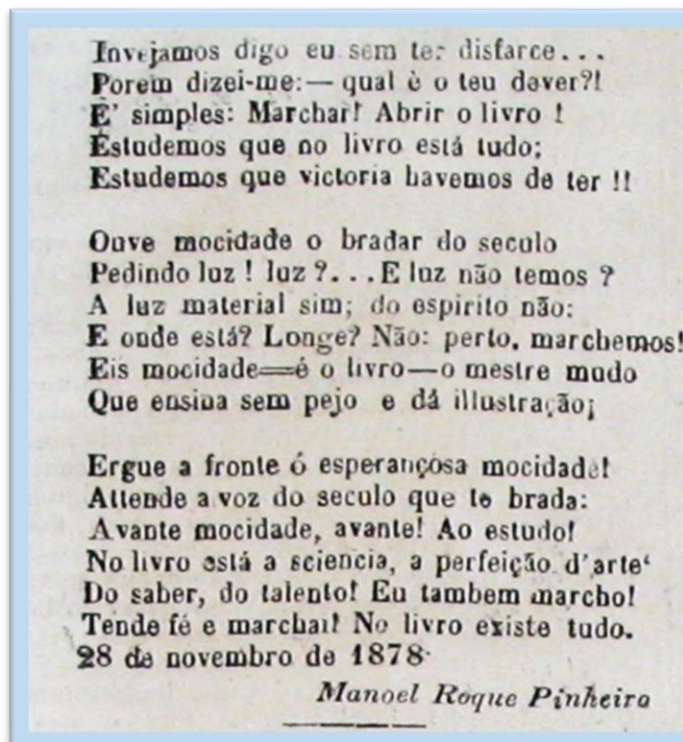 Invejamos digo eu sem ter disfarce...
Porem dizei-me:— qual è o teu dever?!
E' simples: Marchar! Abrir o livro !
Estudemos que no livro está tudo;
Estudemos que victoria havemos de ter !!
Ouve mocidade o bradar do seculo
Pedindo luz ! luz ?...E luz não temos ?
A luz material sim; do espirito não:
E onde está? Longe? Não: perto, marchemos!
Eis mocidade=é o livro—o mestre mudo
Que ensina sem pejo e dá illustração¡
Ergue a fronte ó esperançosa mocidade!
Attende a voz do seculo que te brada:
Avante mocidade, avante! Ao estudo!
No livro está a sciencia, a perfeição d'arte‘
Do saber, do talento! Eu tambem marcho!
Tende fé e marchai! No livro existe tudo.
28 de novembro de 1878·
Manoel Roque Pinheiro